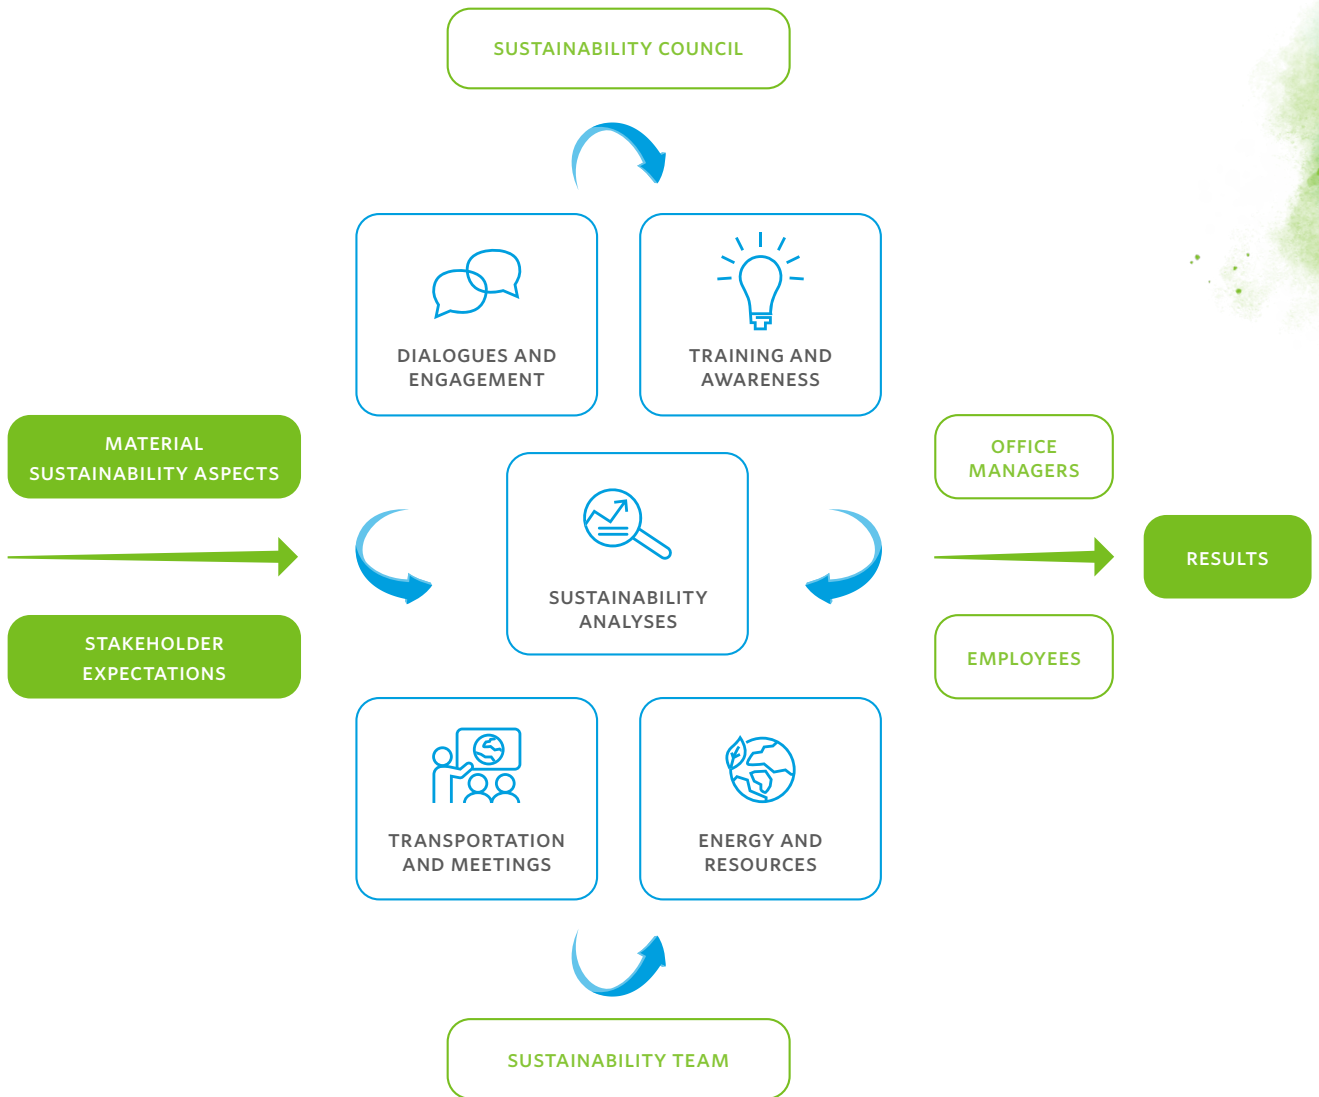 SUSTAINABILITY COUNCIL
DIALOGUES AND
ENGAGEMENT
TRAINING AND
AWARENESS
MATERIAL
SUSTAINABILITY ASPECTS
STAKEHOLDER
EXPECTATIONS
SUSTAINABILITY
ANALYSES
OFFICE
MANAGERS
EMPLOYEES
RESULTS
TRANSPORTATION
AND MEETINGS
ENERGY AND
RESOURCES
SUSTAINABILITY TEAM